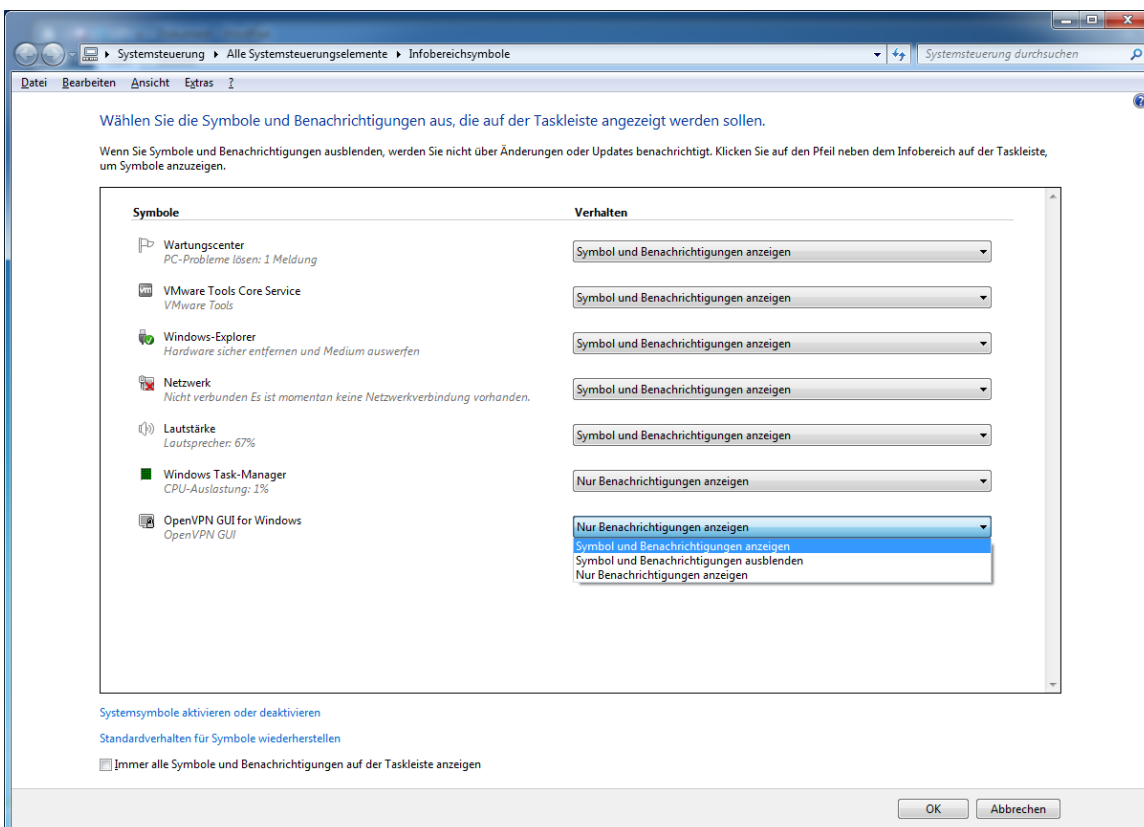 Systemsteuerung Alle Systemsteuerungselemente Infobereichsymbole
Systemsteuerung durchsuchen
Datei Bearbeiten Ansicht Extras ?
Wählen Sie die Symbole und Benachrichtigungen aus, die auf der Taskleiste angezeigt werden sollen.
Wenn Sie Symbole und Benachrichtigungen ausblenden, werden Sie nicht über Änderungen oder Updates benachrichtigt. Klicken Sie auf den Pfeil neben dem Infobereich auf der Taskleiste,
um Symbole anzuzeigen.
Symbole Verhalten
Wartungscenter
PC-Probleme lösen: 1 Meldung
Symbol und Benachrichtigungen anzeigen
VMware Tools Core Service
VMware Tools
Symbol und Benachrichtigungen anzeigen
Windows-Explorer
Hardware sicher entfernen und Medium auswerfen
Symbol und Benachrichtigungen anzeigen
Netzwerk
Nicht verbunden Es ist momentan keine Netzwerkverbindung vorhanden.
Symbol und Benachrichtigungen anzeigen
Lautstärke
Lautsprecher: 67%
Symbol und Benachrichtigungen anzeigen
Windows Task-Manager
CPU-Auslastung: 1%
Nur Benachrichtigungen anzeigen
OpenVPN GUI for Windows
OpenVPN GUI
Nur Benachrichtigungen anzeigen
Symbol und Benachrichtigungen anzeigen
Symbol und Benachrichtigungen ausblenden
Nur Benachrichtigungen anzeigen
Systemsymbole aktivieren oder deaktivieren
Standardverhalten für Symbole wiederherstellen
Immer alle Symbole und Benachrichtigungen auf der Taskleiste anzeigen
OK Abbrechen